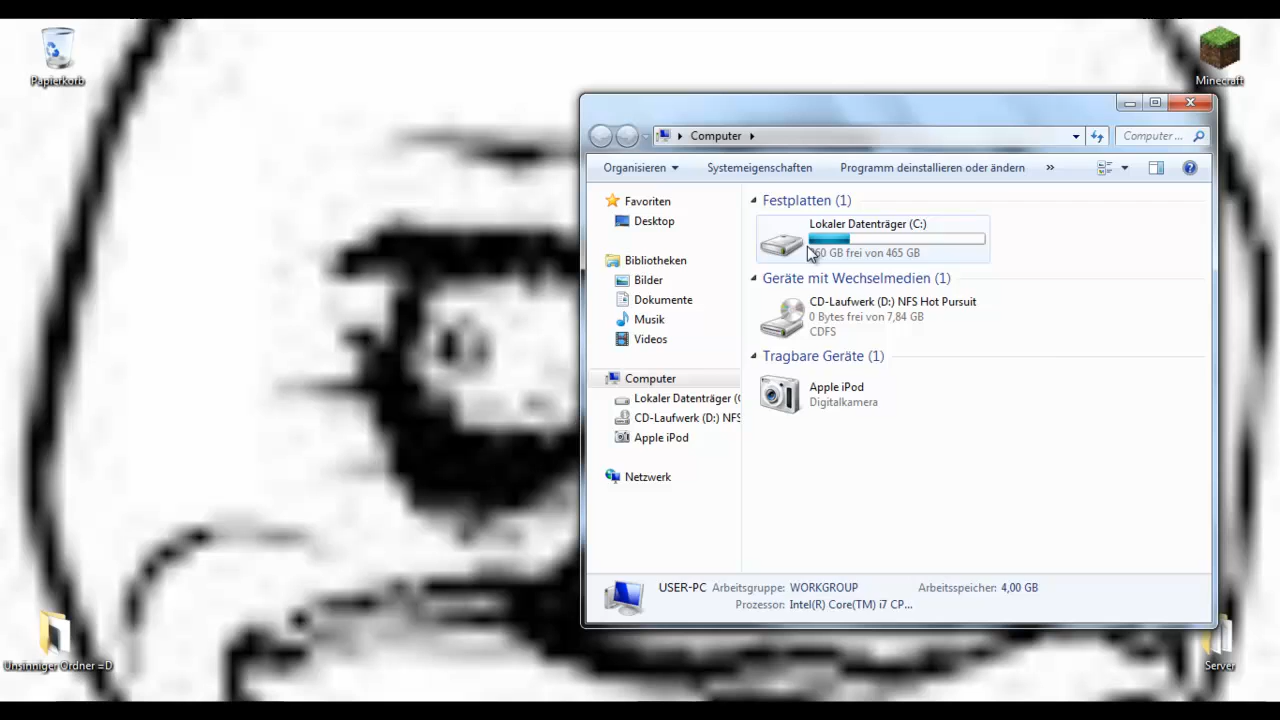 Papierkorb
Minecraft
Computer
Computer ...
Organisieren
Systemeigenschaften
Programm deinstallieren oder ändern
»
Favoriten
Desktop
Bibliotheken
Bilder
Dokumente
Musik
Videos
Computer
Lokaler Datenträger (C
CD-Laufwerk (D:) NFS
Apple iPod
Netzwerk
Festplatten (1)
Lokaler Datenträger (C:)
GB frei von 465 GB
Geräte mit Wechselmedien (1)
CD-Laufwerk (D:) NFS Hot Pursuit
0 Bytes frei von 7,84 GB
CDFS
Tragbare Geräte (1)
Apple iPod
Digitalkamera
USER-PC Arbeitsgruppe: WORKGROUP Arbeitsspeicher: 4,00 GB
Prozessor: Intel(R) Core(TM) i7 CP...
Unsinniger Ordner =D
Server